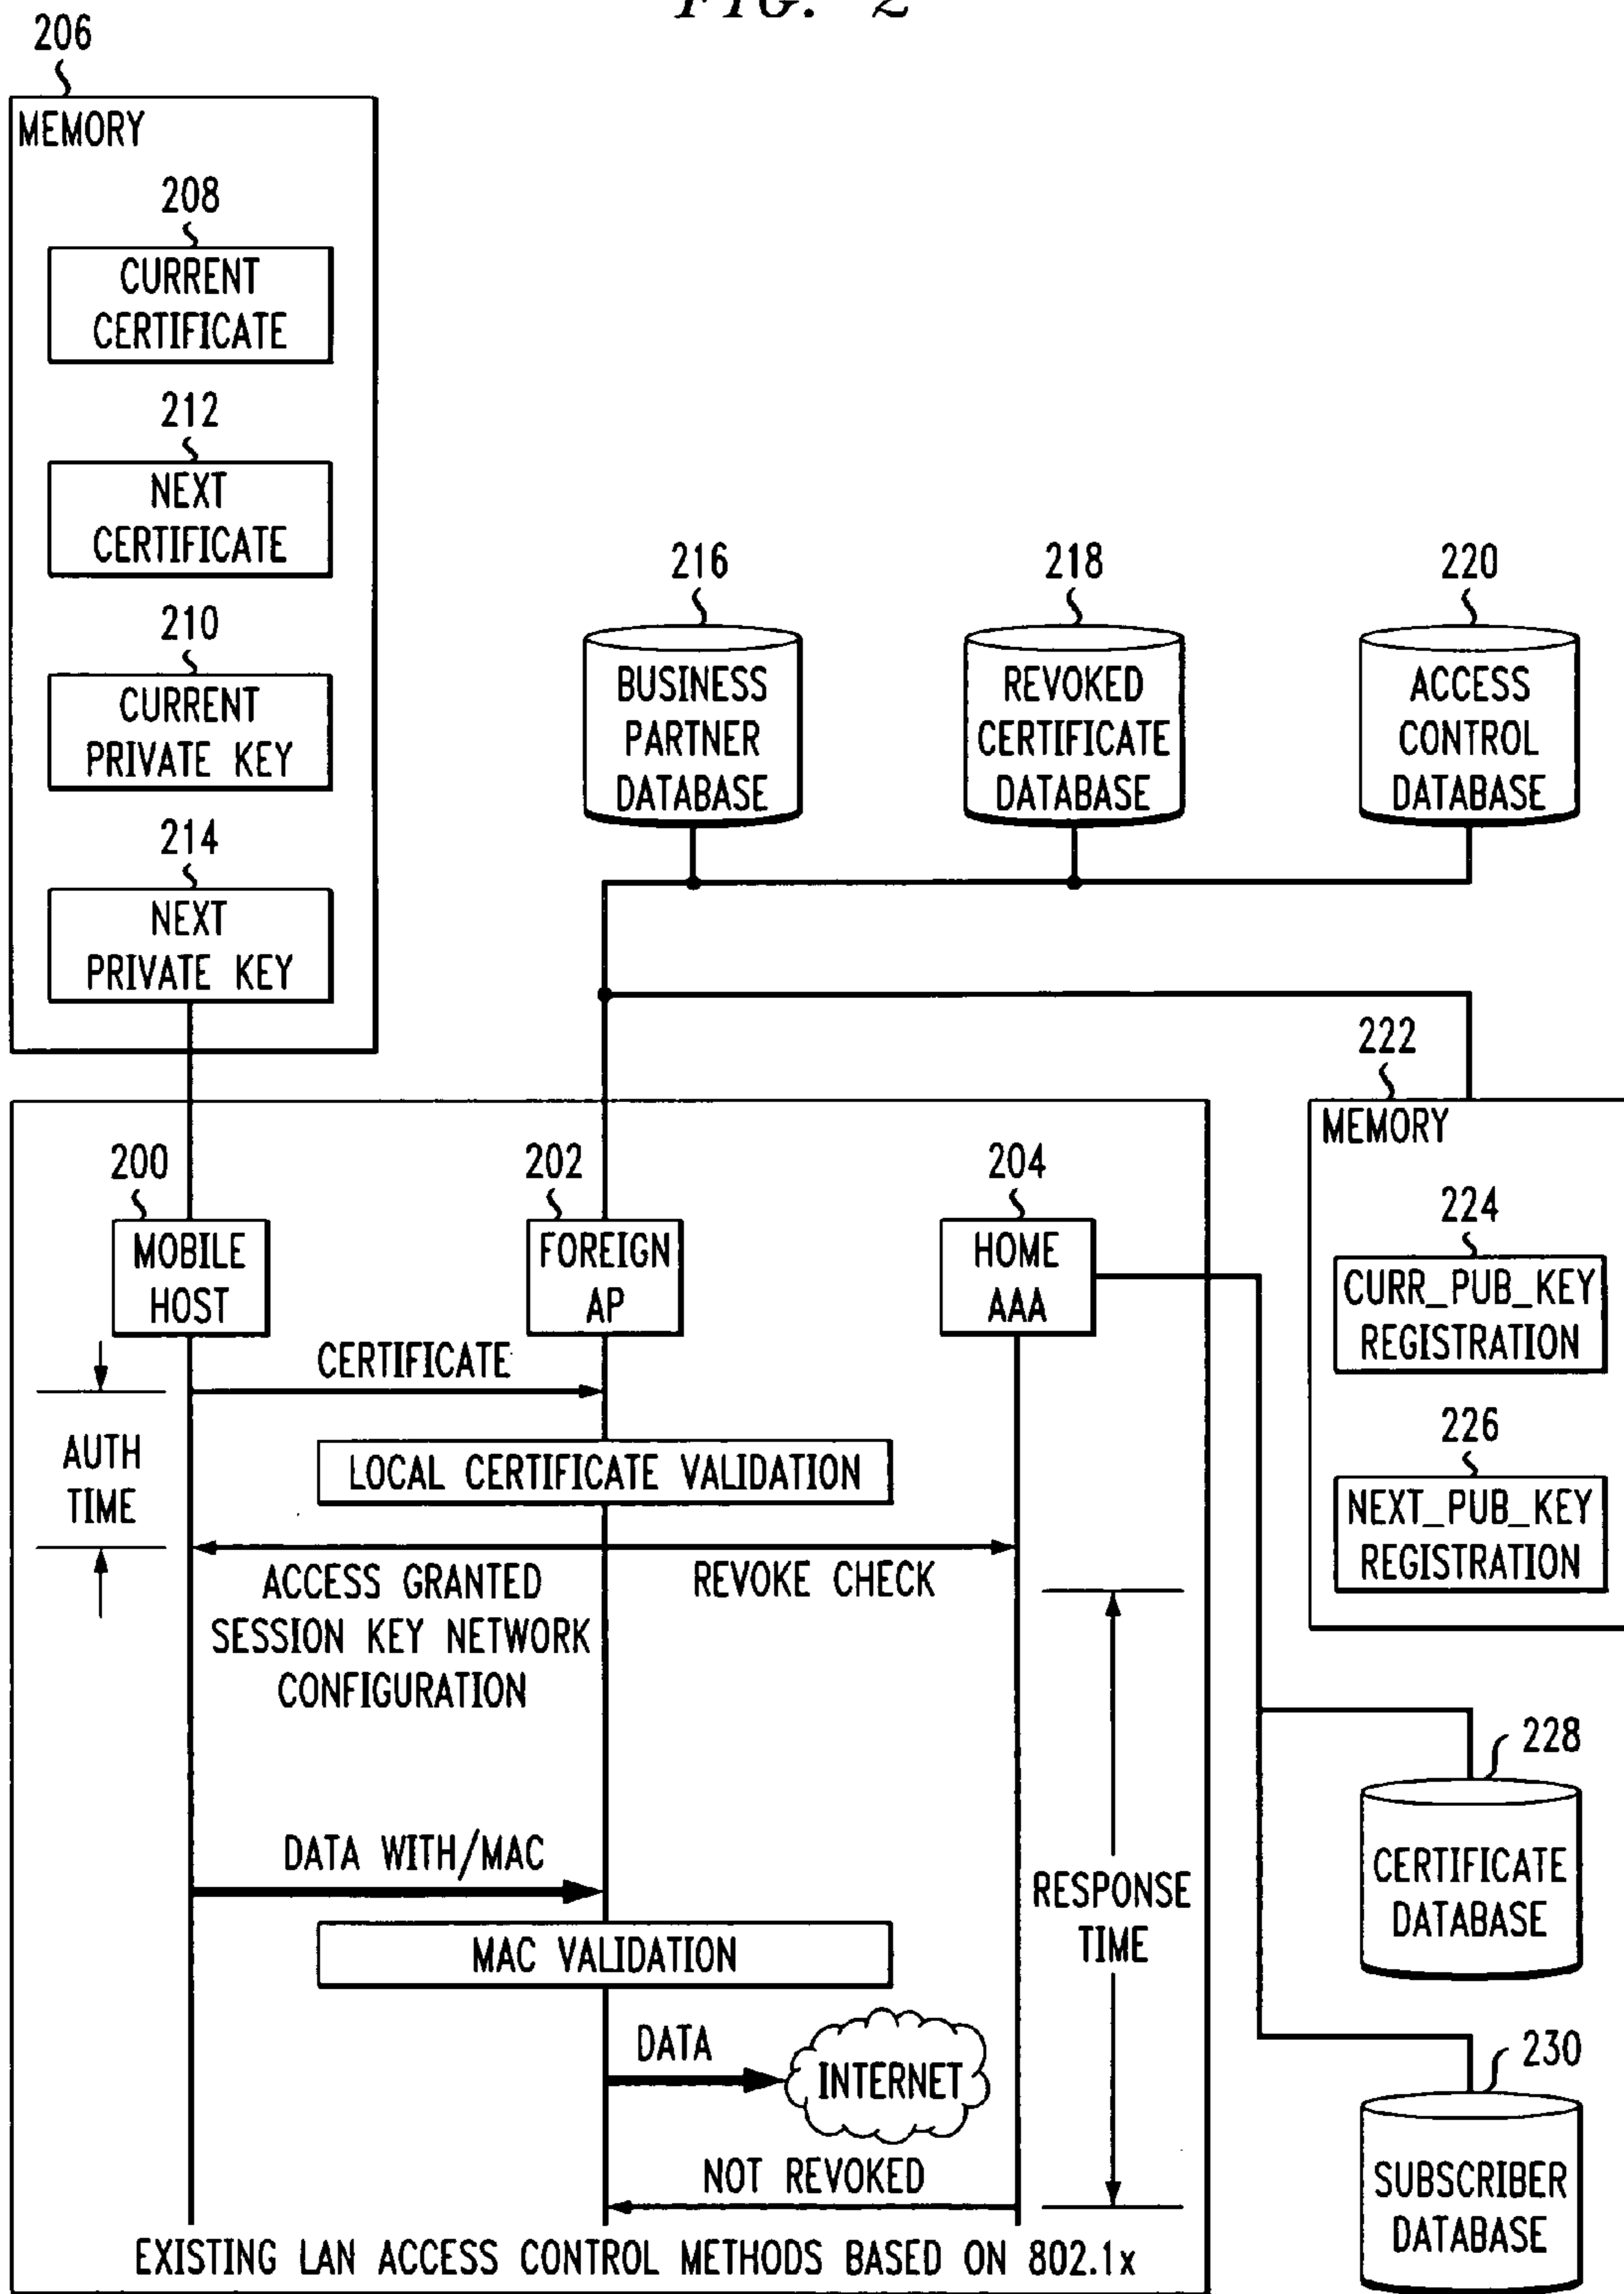 FIG. 2
206
MEMORY
208
CURRENT
CERTIFICATE
212
NEXT
CERTIFICATE
210
CURRENT
PRIVATE KEY
214
NEXT
PRIVATE KEY
216
BUSINESS
PARTNER
DATABASE
218
REVOKED
CERTIFICATE
DATABASE
220
ACCESS
CONTROL
DATABASE
222
MEMORY
224
CURR_PUB_KEY
REGISTRATION
226
NEXT_PUB_KEY
REGISTRATION
200
MOBILE
HOST
202
FOREIGN
AP
204
HOME
AAA
CERTIFICATE
AUTH
TIME
LOCAL CERTIFICATE VALIDATION
ACCESS GRANTED
SESSION KEY NETWORK
CONFIGURATION
REVOKE CHECK
DATA WITH/MAC
MAC VALIDATION
RESPONSE
TIME
DATA
INTERNET
NOT REVOKED
EXISTING LAN ACCESS CONTROL METHODS BASED ON 802.1x
228
CERTIFICATE
DATABASE
230
SUBSCRIBER
DATABASE